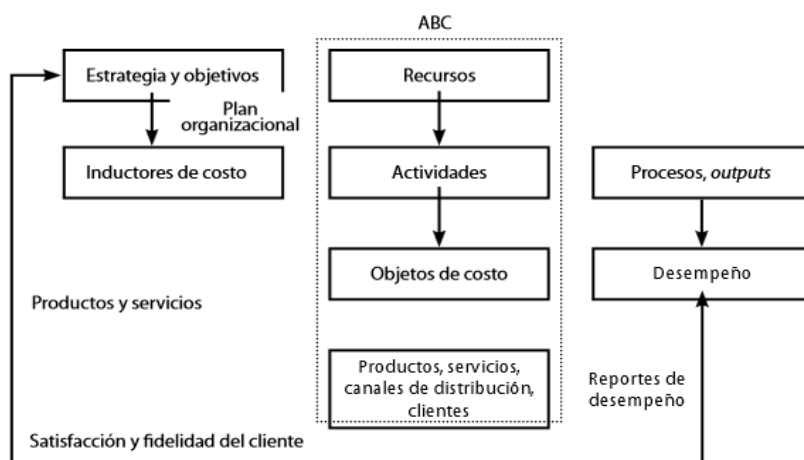 ABC
Estrategia y objetivos
Plan
organizacional
Inductores de costo
Recursos
Actividades
Objetos de costo
Productos, servicios,
canales de distribución,
clientes
Procesos, outputs
Desempeño
Reportes de
desempeño
Productos y servicios
Satisfacción y fidelidad del cliente